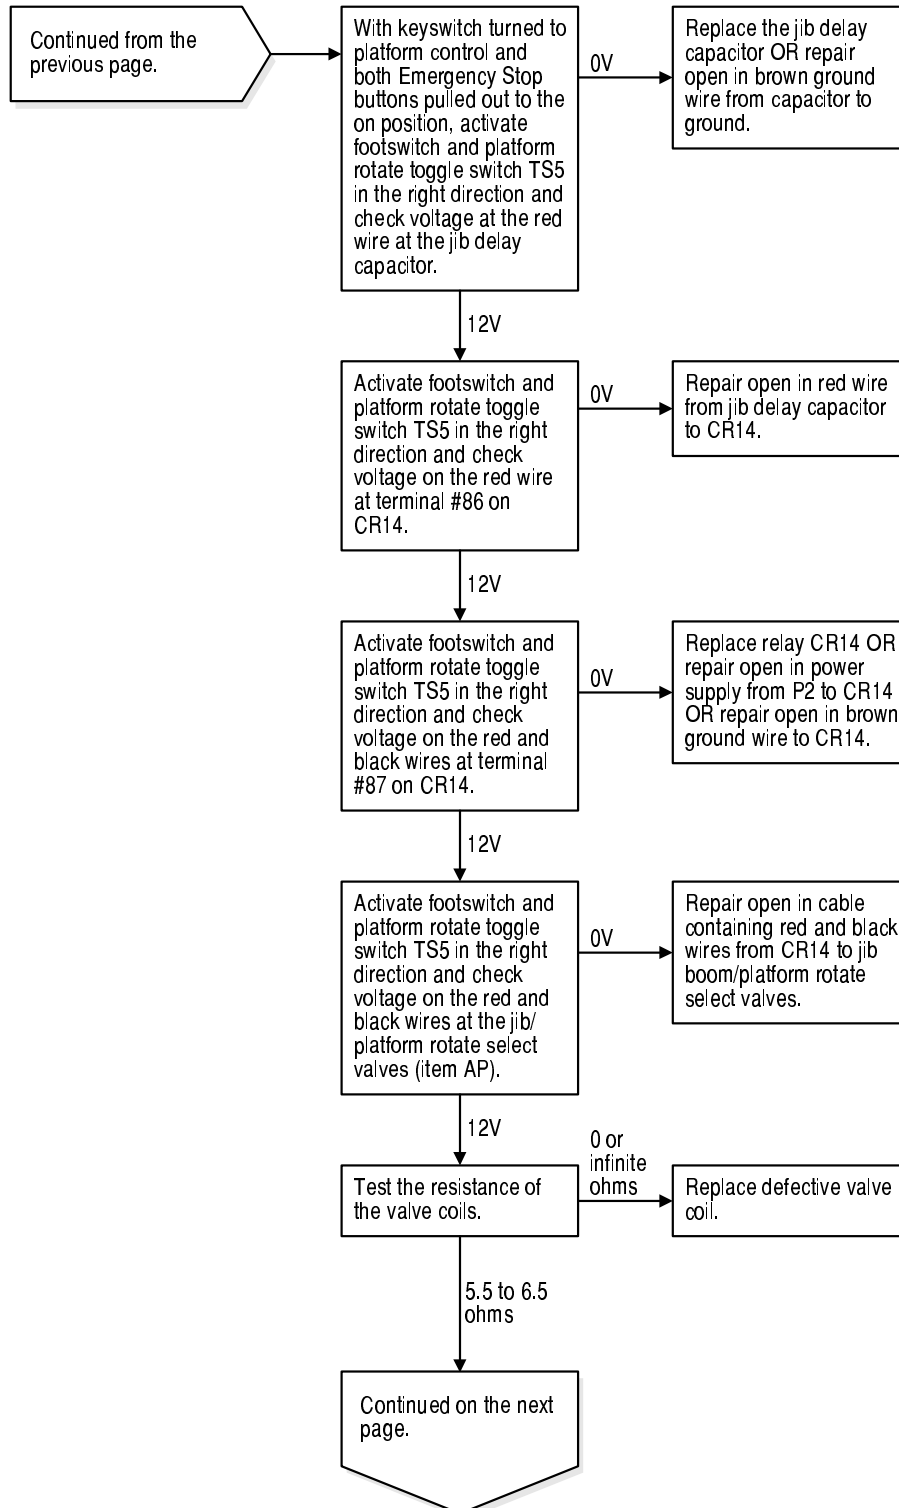 Continued from the
previous page.
With keyswitch turned to
platform control and
both Emergency Stop
buttons pulled out to the
on position, activate
footswitch and platform
rotate toggle switch TS5
in the right direction and
check voltage at the red
wire at the jib delay
capacitor.
0V
Replace the jib delay
capacitor OR repair
open in brown ground
wire from capacitor to
ground.
12V
Activate footswitch and
platform rotate toggle
switch TS5 in the right
direction and check
voltage on the red wire
at terminal #86 on
CR14.
0V
Repair open in red wire
from jib delay capacitor
to CR14.
12V
Activate footswitch and
platform rotate toggle
switch TS5 in the right
direction and check
voltage on the red and
black wires at terminal
#87 on CR14.
0V
Replace relay CR14 OR
repair open in power
supply from P2 to CR14
OR repair open in brown
ground wire to CR14.
12V
Activate footswitch and
platform rotate toggle
switch TS5 in the right
direction and check
voltage on the red and
black wires at the jib/
platform rotate select
valves (item AP).
0V
Repair open in cable
containing red and black
wires from CR14 to jib
boom/platform rotate
select valves.
12V
Test the resistance of
the valve coils.
0 or
infinite
ohms
Replace defective valve
coil.
5.5 to 6.5
ohms
Continued on the next
page.